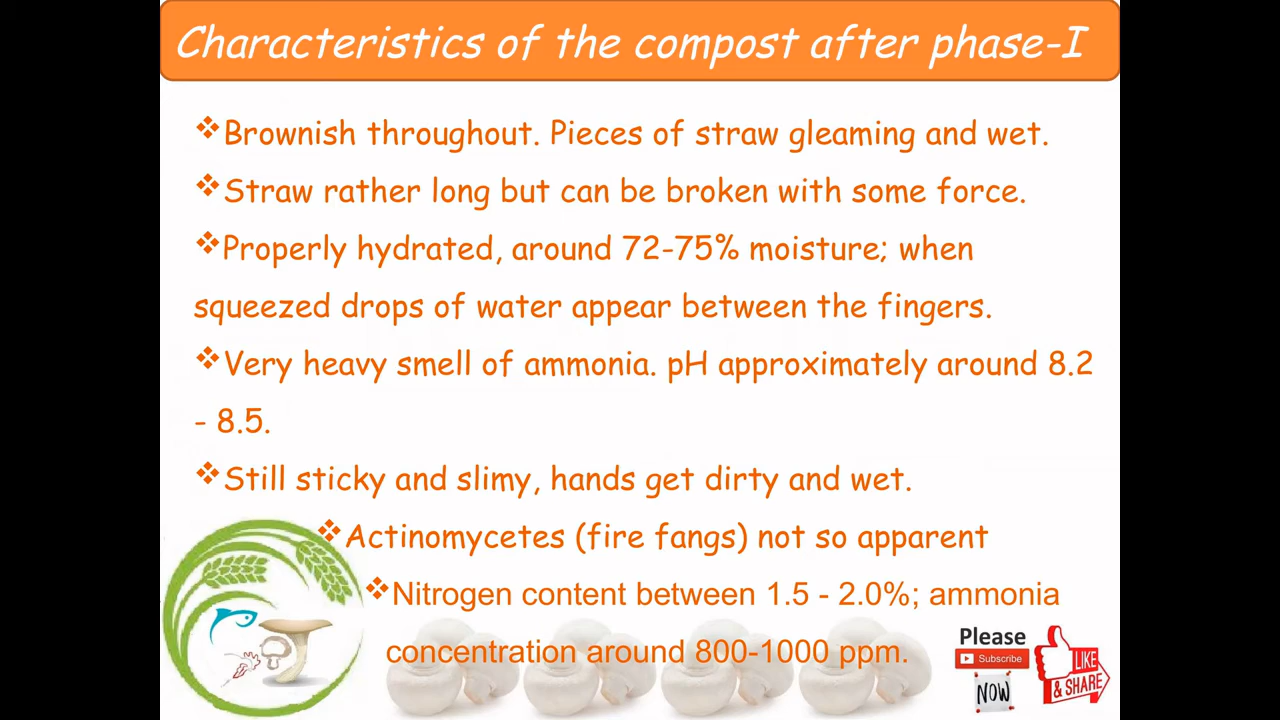 Characteristics of the compost after phase-I
❖Brownish throughout. Pieces of straw gleaming and wet.
❖Straw rather long but can be broken with some force.
❖Properly hydrated, around 72-75% moisture; when
squeezed drops of water appear between the fingers.
❖Very heavy smell of ammonia. pH approximately around 8.2
- 8.5.
❖Still sticky and slimy, hands get dirty and wet.
❖Actinomycetes (fire fangs) not so apparent
❖Nitrogen content between 1.5 - 2.0%; ammonia
concentration around 800-1000 ppm.
Please
Subscribe
NOW
LIKE
& SHARE